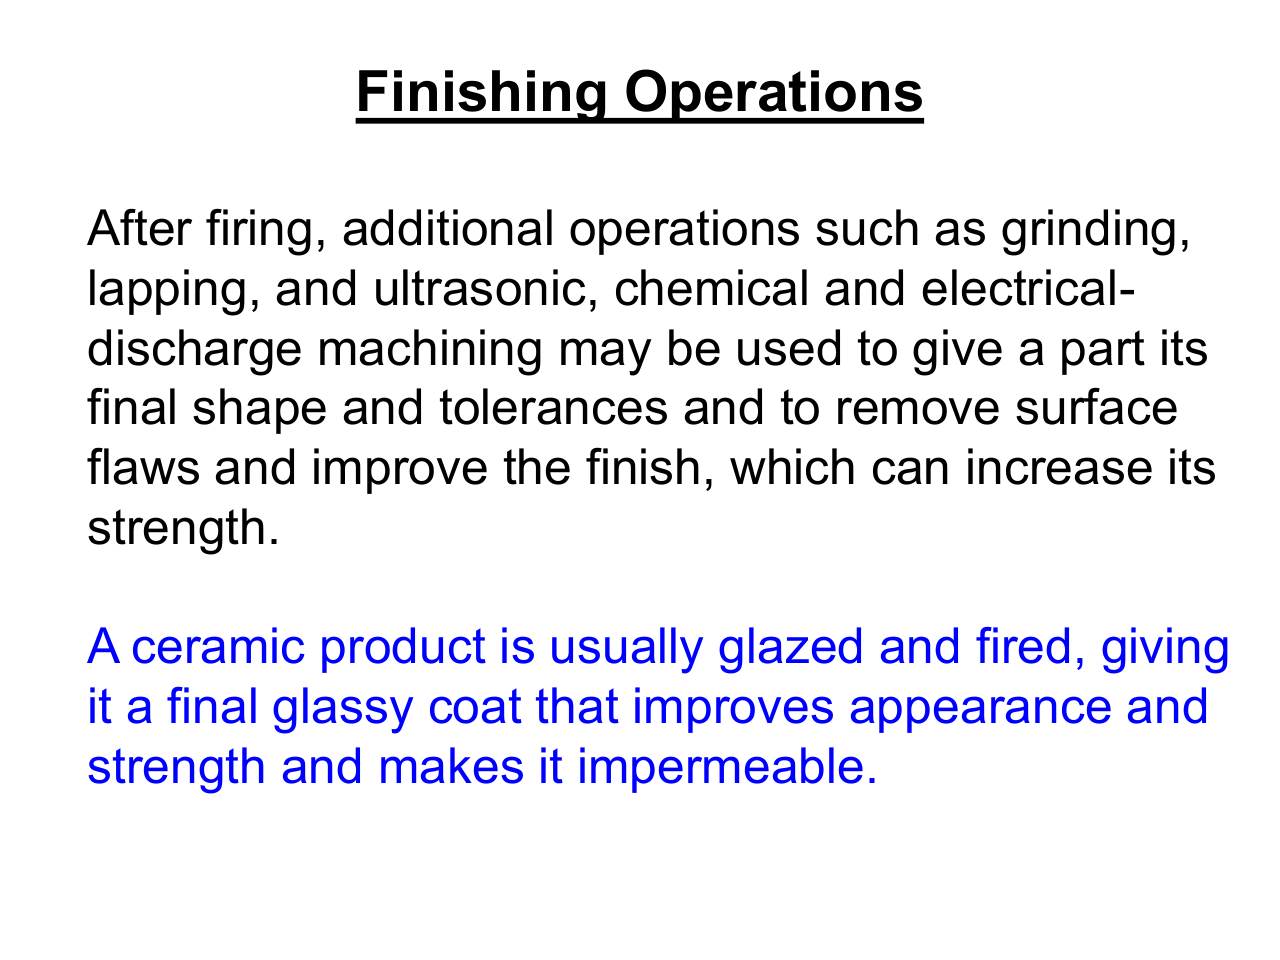 Finishing Operations
After firing, additional operations such as grinding,
lapping, and ultrasonic, chemical and electrical-
discharge machining may be used to give a part its
final shape and tolerances and to remove surface
flaws and improve the finish, which can increase its
strength.
A ceramic product is usually glazed and fired, giving
it a final glassy coat that improves appearance and
strength and makes it impermeable.